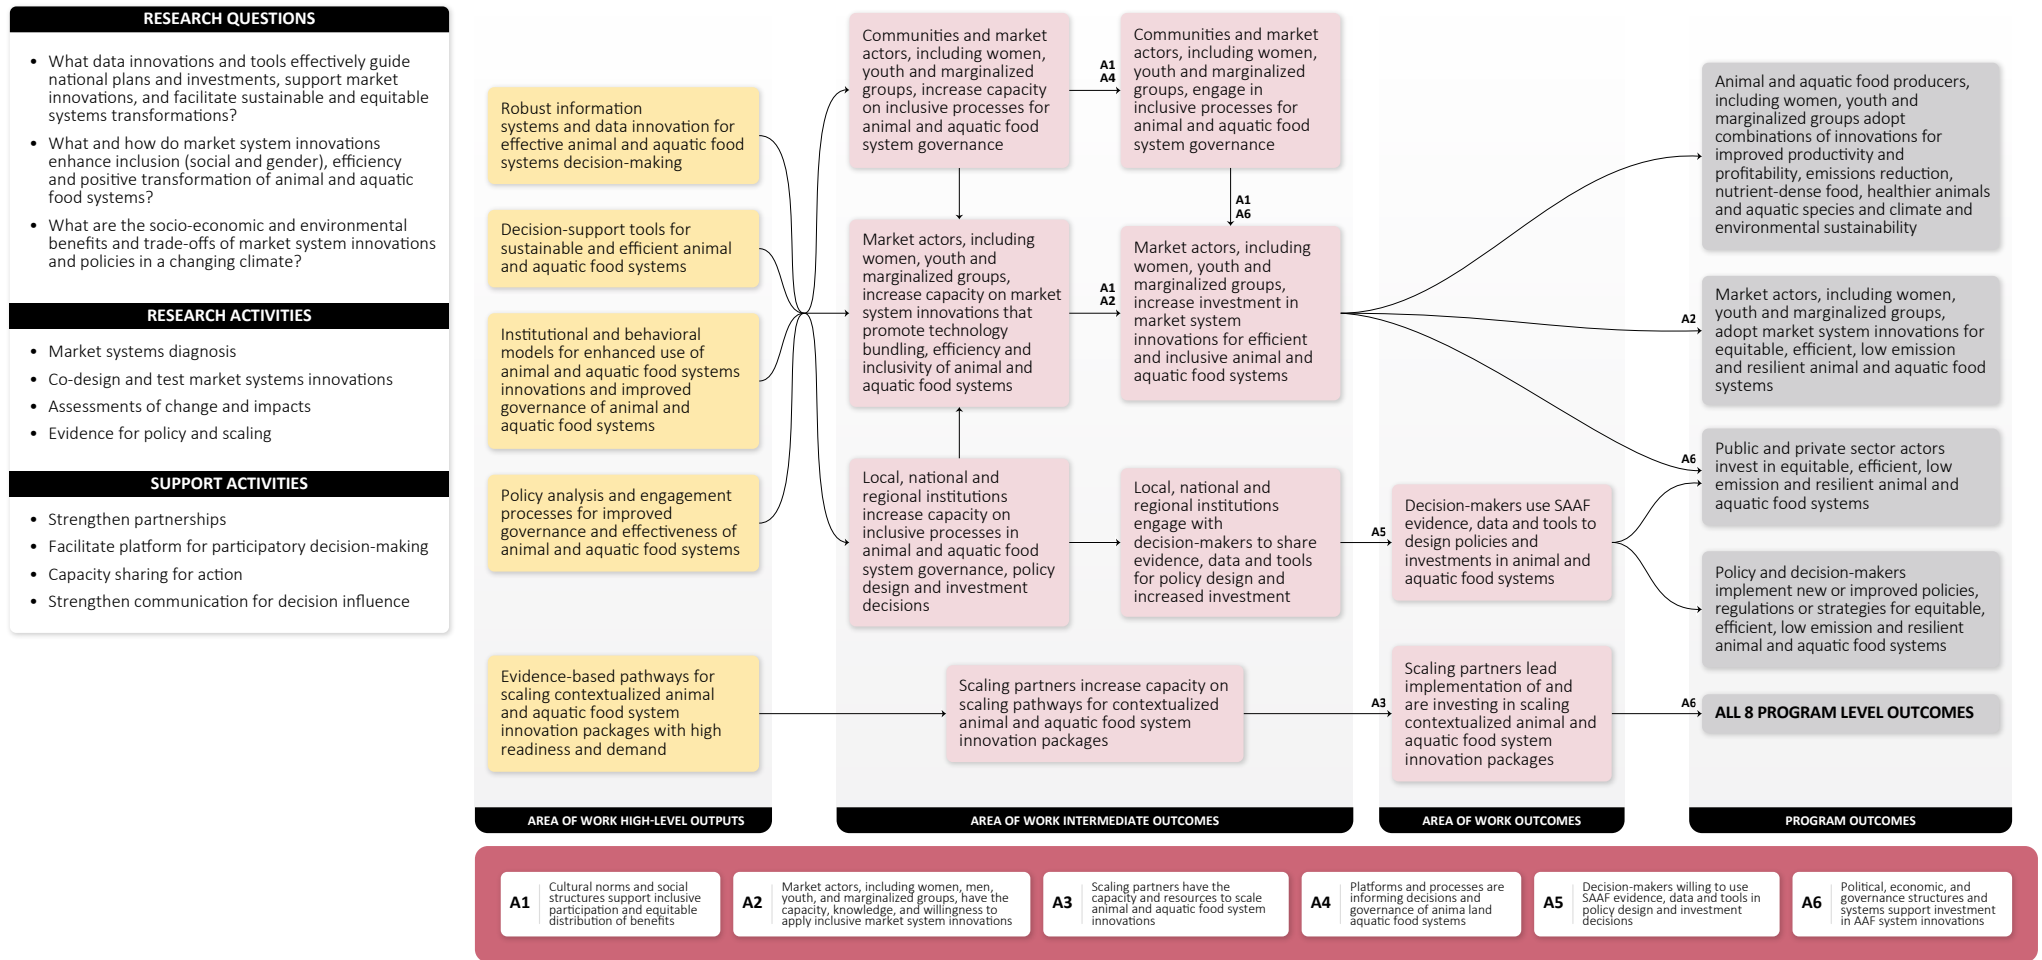 RESEARCH QUESTIONS
• What data innovations and tools effectively guide
national plans and investments, support market
innovations, and facilitate sustainable and equitable
systems transformations?
• What and how do market system innovations
enhance inclusion (social and gender), efficiency
and positive transformation of animal and aquatic
food systems?
• What are the socio-economic and environmental
benefits and trade-offs of market system innovations
and policies in a changing climate?
RESEARCH ACTIVITIES
• Market systems diagnosis
• Co-design and test market systems innovations
• Assessments of change and impacts
• Evidence for policy and scaling
SUPPORT ACTIVITIES
• Strengthen partnerships
• Facilitate platform for participatory decision-making
• Capacity sharing for action
• Strengthen communication for decision influence
Robust information
systems and data innovation for
effective animal and aquatic food
systems decision-making
Decision-support tools for
sustainable and efficient animal
and aquatic food systems
Institutional and behavioral
models for enhanced use of
animal and aquatic food systems
innovations and improved
governance of animal and
aquatic food systems
Policy analysis and engagement
processes for improved
governance and effectiveness of
animal and aquatic food systems
Evidence-based pathways for
scaling contextualized animal
and aquatic food system
innovation packages with high
readiness and demand
AREA OF WORK HIGH-LEVEL OUTPUTS
Communities and market
actors, including women,
youth and marginalized
groups, increase capacity
on inclusive processes for
animal and aquatic food
system governance
A1
A4
Communities and market
actors, including women,
youth and marginalized
groups, engage in
inclusive processes for
animal and aquatic food
system governance
A1
A6
Market actors, including
women, youth and
marginalized groups,
increase capacity on market
system innovations that
promote technology
bundling, efficiency and
inclusivity of animal and
aquatic food systems
A1
A2
Market actors, including
women, youth and
marginalized groups,
increase investment in
market system
innovations for efficient
and inclusive animal and
aquatic food systems
Local, national and
regional institutions
increase capacity on
inclusive processes in
animal and aquatic food
system governance, policy
design and investment
decisions
Local, national and
regional institutions
engage with
decision-makers to share
evidence, data and tools
for policy design and
increased investment
Scaling partners increase capacity on
scaling pathways for contextualized
animal and aquatic food system
innovation packages
AREA OF WORK INTERMEDIATE OUTCOMES
A5
Decision-makers use SAAF
evidence, data and tools to
design policies and
investments in animal and
aquatic food systems
A3
Scaling partners lead
implementation of and
are investing in scaling
contextualized animal and
aquatic food system
innovation packages
AREA OF WORK OUTCOMES
Animal and aquatic food producers,
including women, youth and
marginalized groups adopt
combinations of innovations for
improved productivity and
profitability, emissions reduction,
nutrient-dense food, healthier animals
and aquatic species and climate and
environmental sustainability
A2
Market actors, including women,
youth and marginalized groups,
adopt market system innovations for
equitable, efficient, low emission
and resilient animal and aquatic food
systems
A6
Public and private sector actors
invest in equitable, efficient, low
emission and resilient animal and
aquatic food systems
Policy and decision-makers
implement new or improved policies,
regulations or strategies for equitable,
efficient, low emission and resilient
animal and aquatic food systems
A6
ALL 8 PROGRAM LEVEL OUTCOMES
PROGRAM OUTCOMES
A1
Cultural norms and social
structures support inclusive
participation and equitable
distribution of benefits
A2
Market actors, including women, men,
youth, and marginalized groups, have the
capacity, knowledge, and willingness to
apply inclusive market system innovations
A3
Scaling partners have the
capacity and resources to scale
animal and aquatic food system
innovations
A4
Platforms and processes are
informing decisions and
governance of anima land
aquatic food systems
A5
Decision-makers willing to use
SAAF evidence, data and tools in
policy design and investment
decisions
A6
Political, economic, and
governance structures and
systems support investment
in AAF system innovations